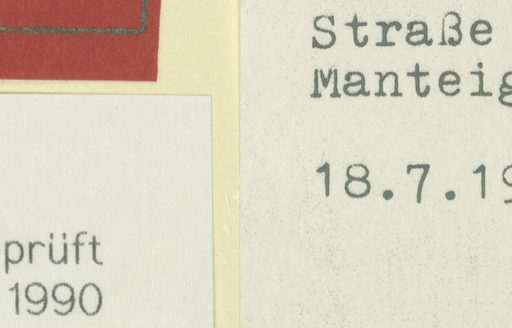 Straße
Manteig
18.7.19
prüft
1990